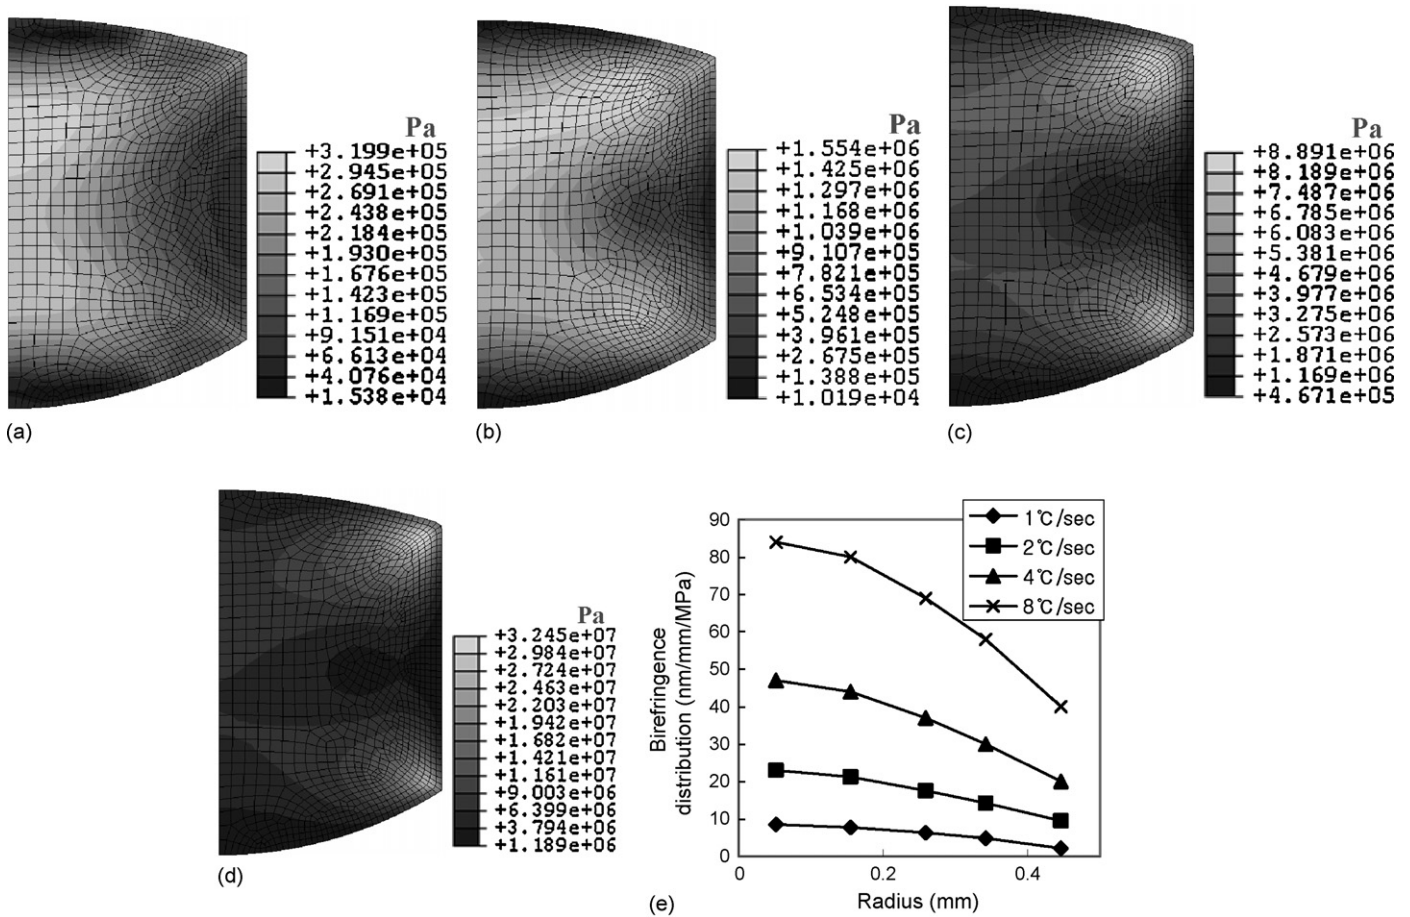 Pa
+3.199e+05
+2.945e+05
+2.691e+05
+2.438e+05
+2.184e+05
+1.930e+05
+1.676e+05
+1.423e+05
+1.169e+05
+9.151e+04
+6.613e+04
+4.076e+04
+1.538e+04
(a)
Pa
+1.554e+06
+1.425e+06
+1.297e+06
+1.168e+06
+1.039e+06
+9.107e+05
+7.821e+05
+6.534e+05
+5.248e+05
+3.961e+05
+2.675e+05
+1.388e+05
+1.019e+04
(b)
Pa
+8.891e+06
+8.189e+06
+7.487e+06
+6.785e+06
+6.083e+06
+5.381e+06
+4.679e+06
+3.977e+06
+3.275e+06
+2.573e+06
+1.871e+06
+1.169e+06
+4.671e+05
(c)
Pa
+3.245e+07
+2.984e+07
+2.724e+07
+2.463e+07
+2.203e+07
+1.942e+07
+1.682e+07
+1.421e+07
+1.161e+07
+9.003e+06
+6.399e+06
+3.794e+06
+1.189e+06
(d)
1℃/sec
2℃/sec
4℃/sec
8℃/sec
90
80
70
60
50
40
30
20
10
0
Birefringence
distribution (nm/mm/MPa)
0
0.2
0.4
Radius (mm)
(e)